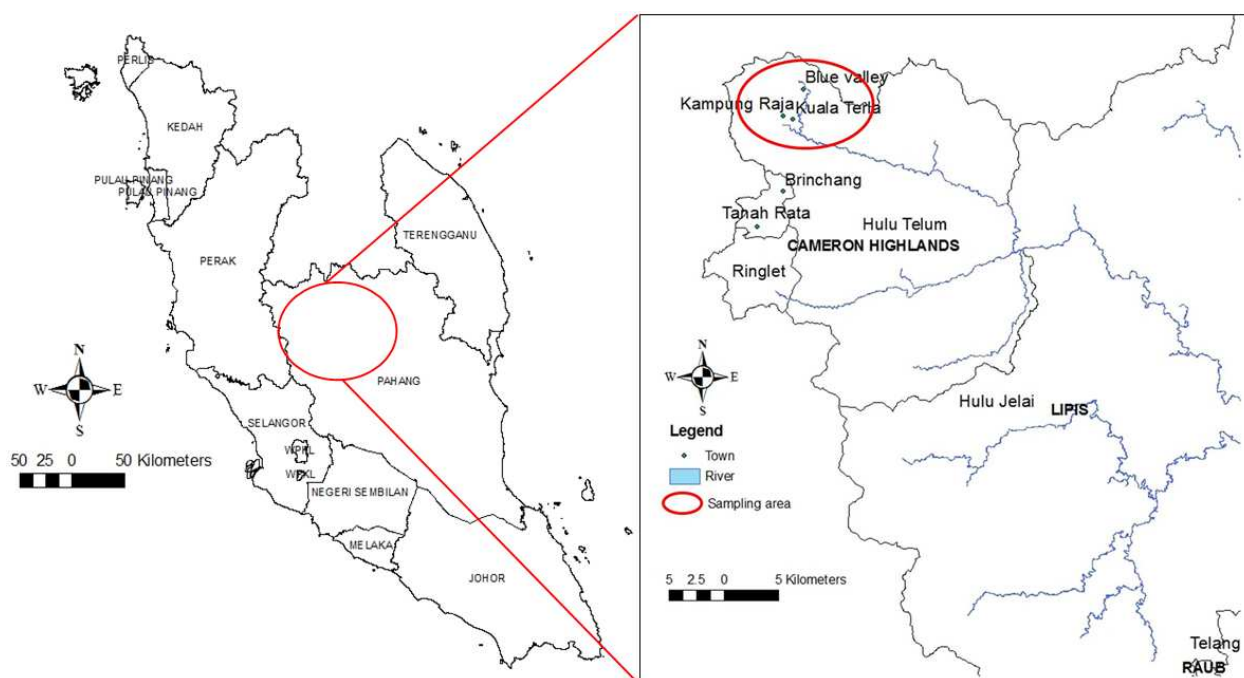 PERLIS
KEDAH
PULAU PINANG
PULAU PINANG
PERAK
TERENGGANU
PAHANG
SELANGOR
WPKL
WPKL
NEGERI SEMBILAN
MELAKA
JOHOR
N
W E
S
50 25 0 50 Kilometers
Blue valley
Kampung Raja
Kuala Terla
Brinchang
Tanah Rata
Hulu Telum
CAMERON HIGHLANDS
Ringlet
Hulu Jelai
LIPIS
N
W E
S
Legend
Town
River
Sampling area
5 2.5 0 5 Kilometers
Telang
RAUB